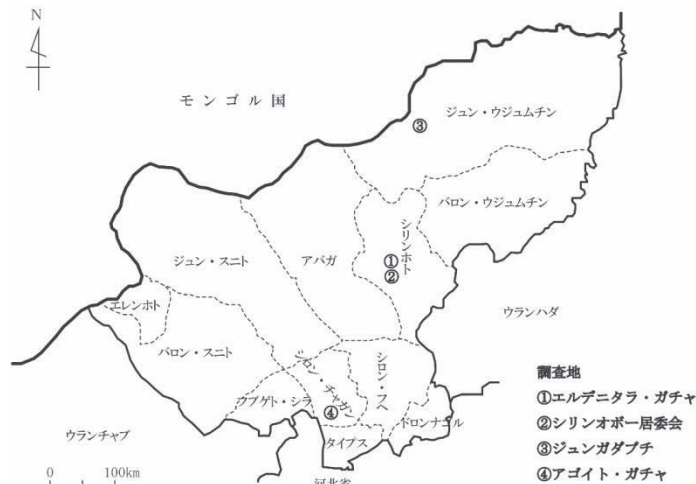 N
モンゴル国
③
ジュン・ウジュムチン
バロン・ウジュムチン
シリンホト
①
②
アバガ
ジュン・スニト
エレンホト
バロン・スニト
ウランハダ
シロン・チャガン
シロン・フヘ
ウブゲト・シラ
④
ドロンナゴル
タイプス
ウランチャブ
河北省
0 100km
調査地
①エルデニタラ・ガチャ
②シリンオボー居委会
③ジュンガダブチ
④アゴイト・ガチャ